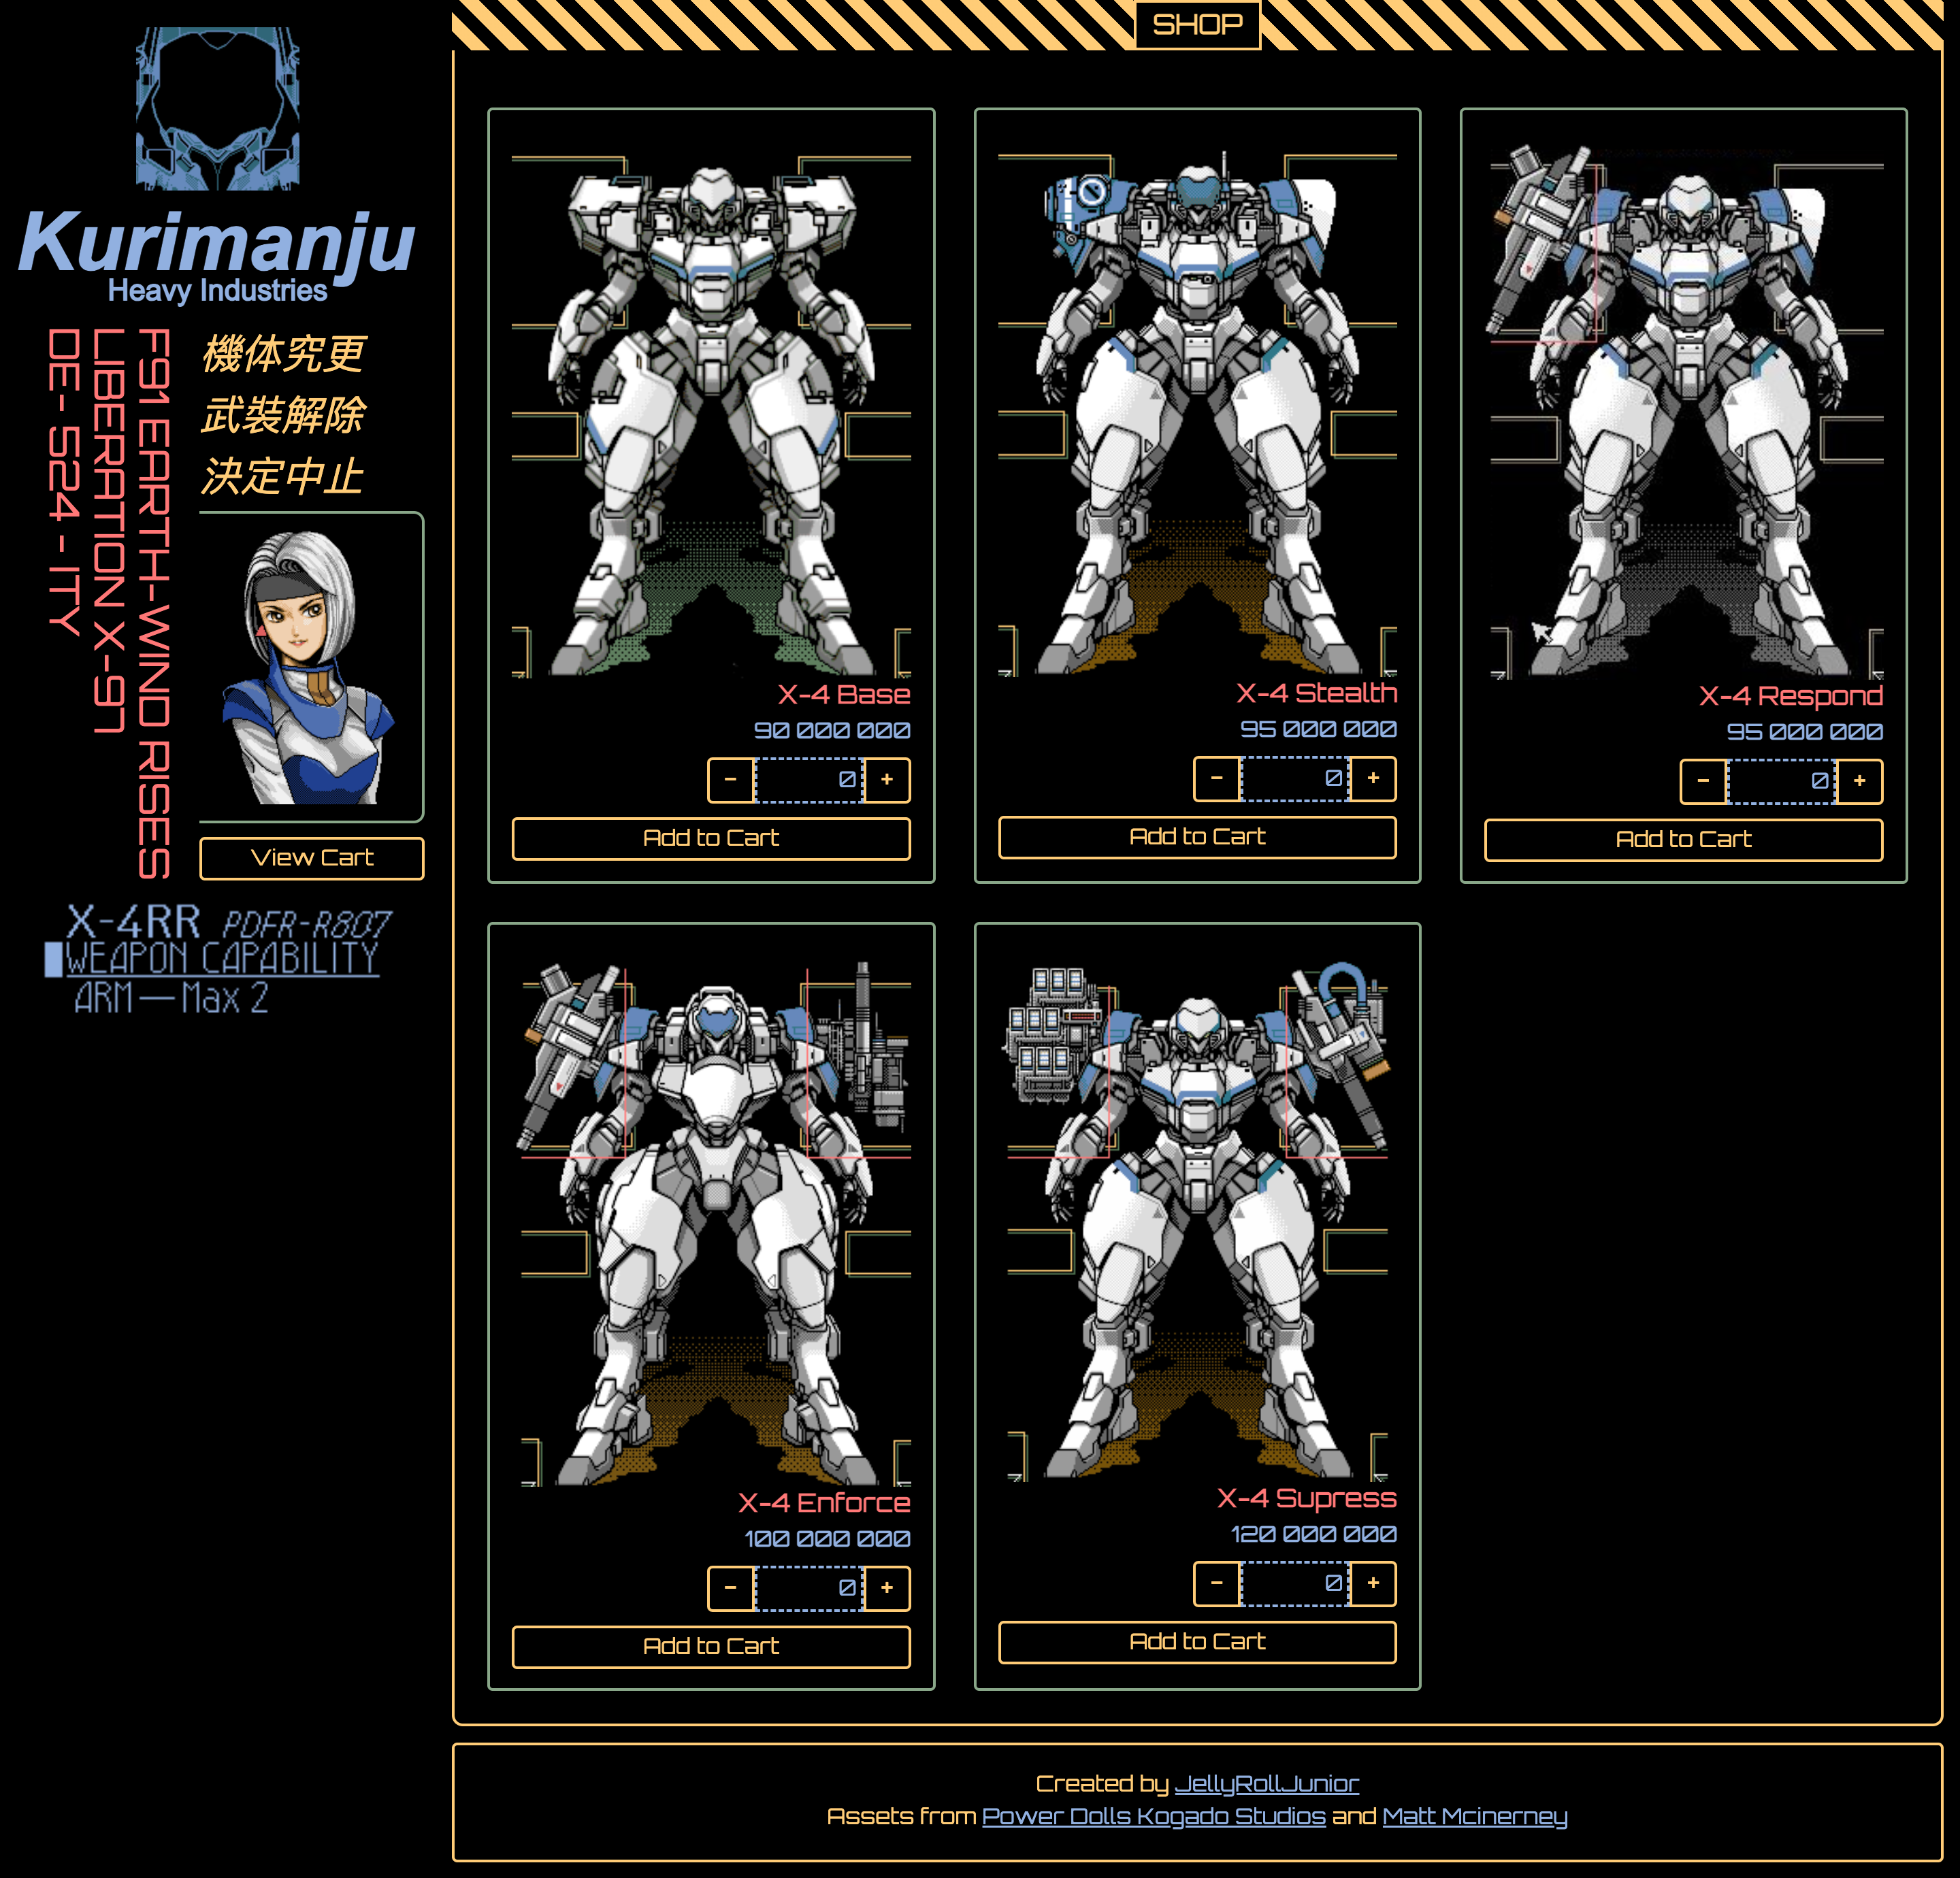 SHOP
Kurimanju
Heavy Industries
F91 EARTH-WIND RISES
LIBERATION X-91
DE- 524 - ITY
機体究更
武装解除
決定中止
View Cart
X-4RR PDFR-R807
WEAPON CAPABILITY
ARM—Max 2
X-4 Base
90 000 000
- 0 +
Add to Cart
X-4 Stealth
95 000 000
- 0 +
Add to Cart
X-4 Respond
95 000 000
- 0 +
Add to Cart
X-4 Enforce
100 000 000
- 0 +
Add to Cart
X-4 Supress
120 000 000
- 0 +
Add to Cart
Created by JellyRollJunior
Assets from Power Dolls Kogado Studios and Matt Mcinerney